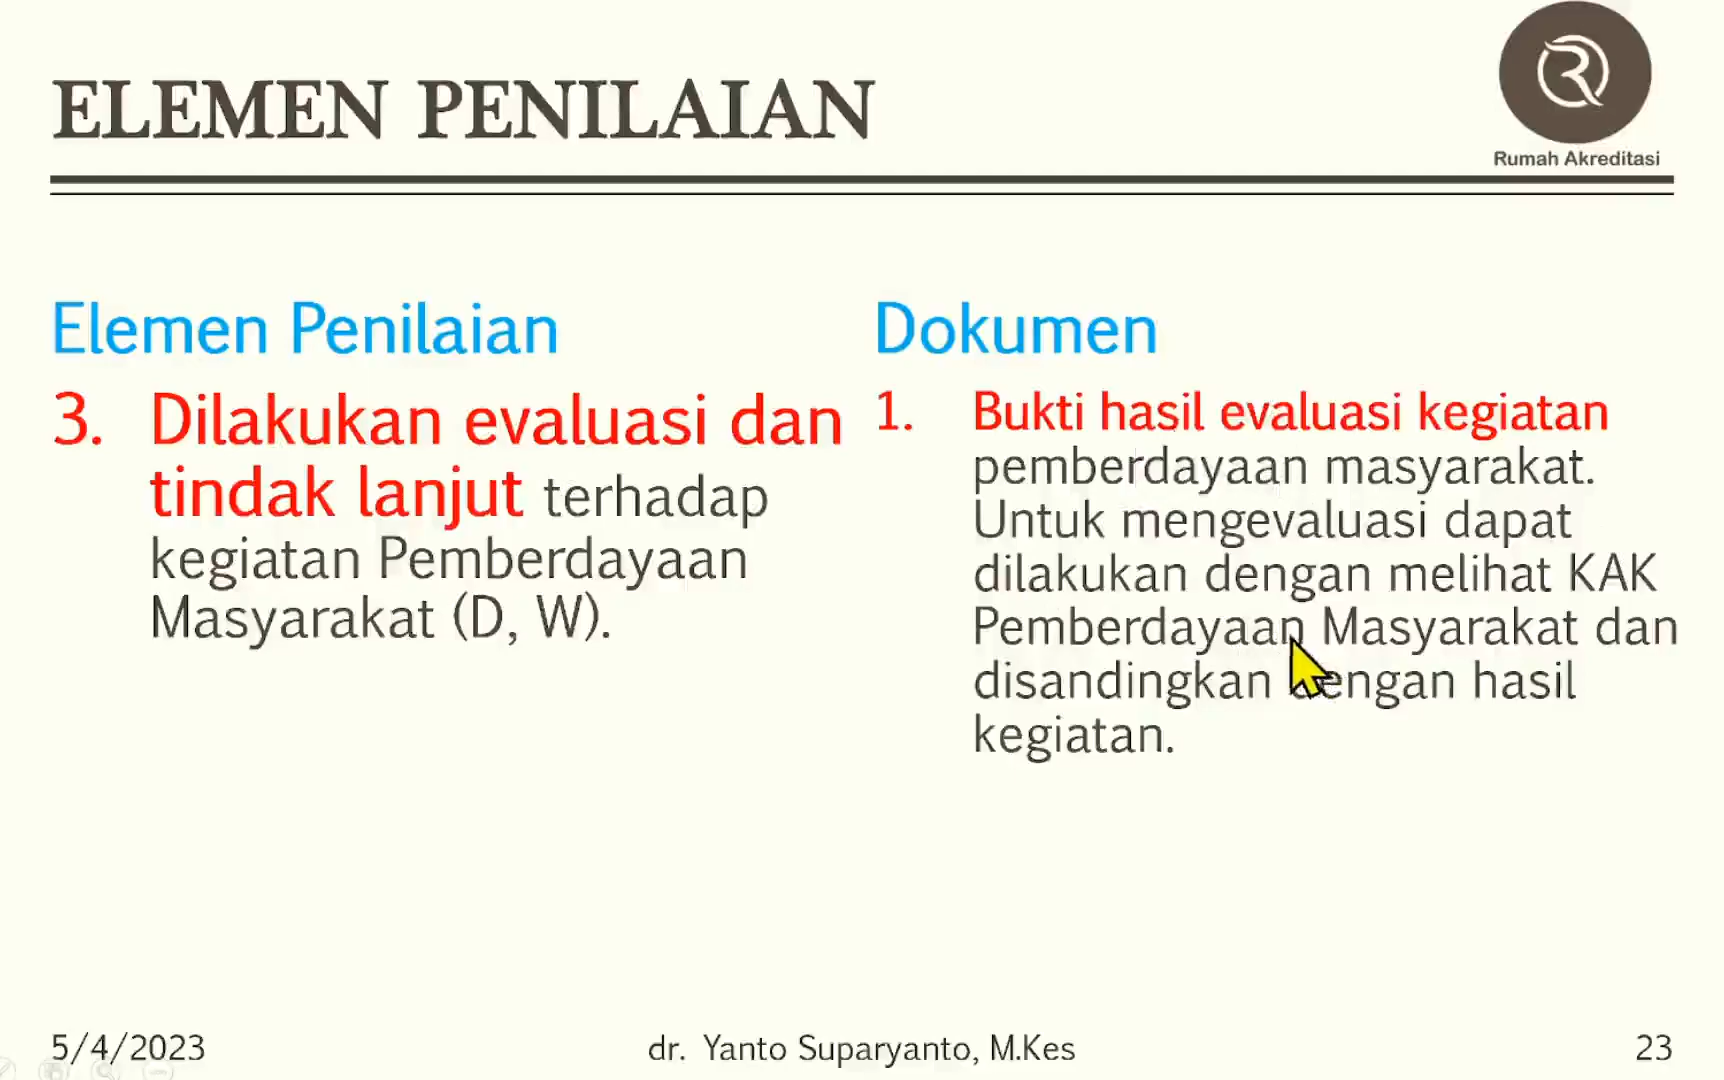 ELEMEN PENILAIAN
Rumah Akreditasi
Elemen Penilaian
3. Dilakukan evaluasi dan
tindak lanjut terhadap
kegiatan Pemberdayaan
Masyarakat (D, W).
Dokumen
1. Bukti hasil evaluasi kegiatan
pemberdayaan masyarakat.
Untuk mengevaluasi dapat
dilakukan dengan melihat KAK
Pemberdayaan Masyarakat dan
disandingkan dengan hasil
kegiatan.
5/4/2023
dr. Yanto Suparyanto, M.Kes
23